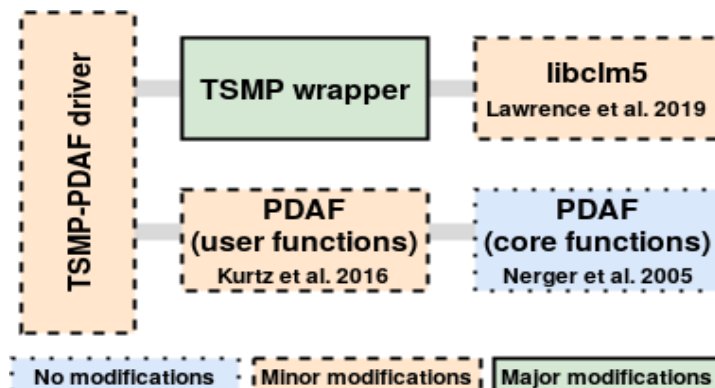 TSMP-PDAF driver
TSMP wrapper
libclm5
Lawrence et al. 2019
PDAF
(user functions)
Kurtz et al. 2016
PDAF
(core functions)
Nerger et al. 2005
No modifications
Minor modifications
Major modifications